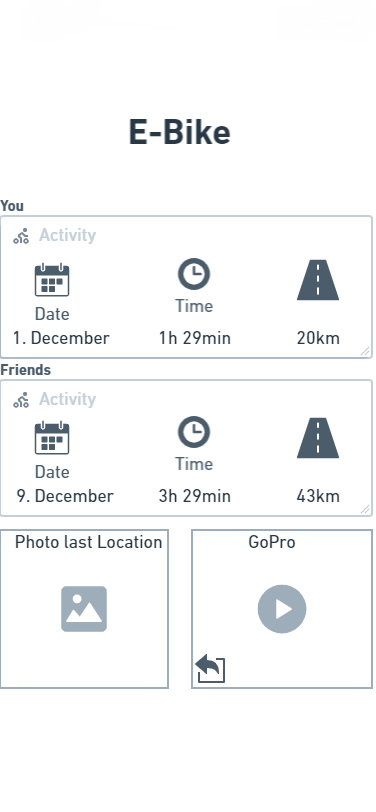 E-Bike
You
Activity
Date
Time
1. December
1h 29min
20km
Friends
Activity
Date
Time
9. December
3h 29min
43km
Photo last Location
GoPro